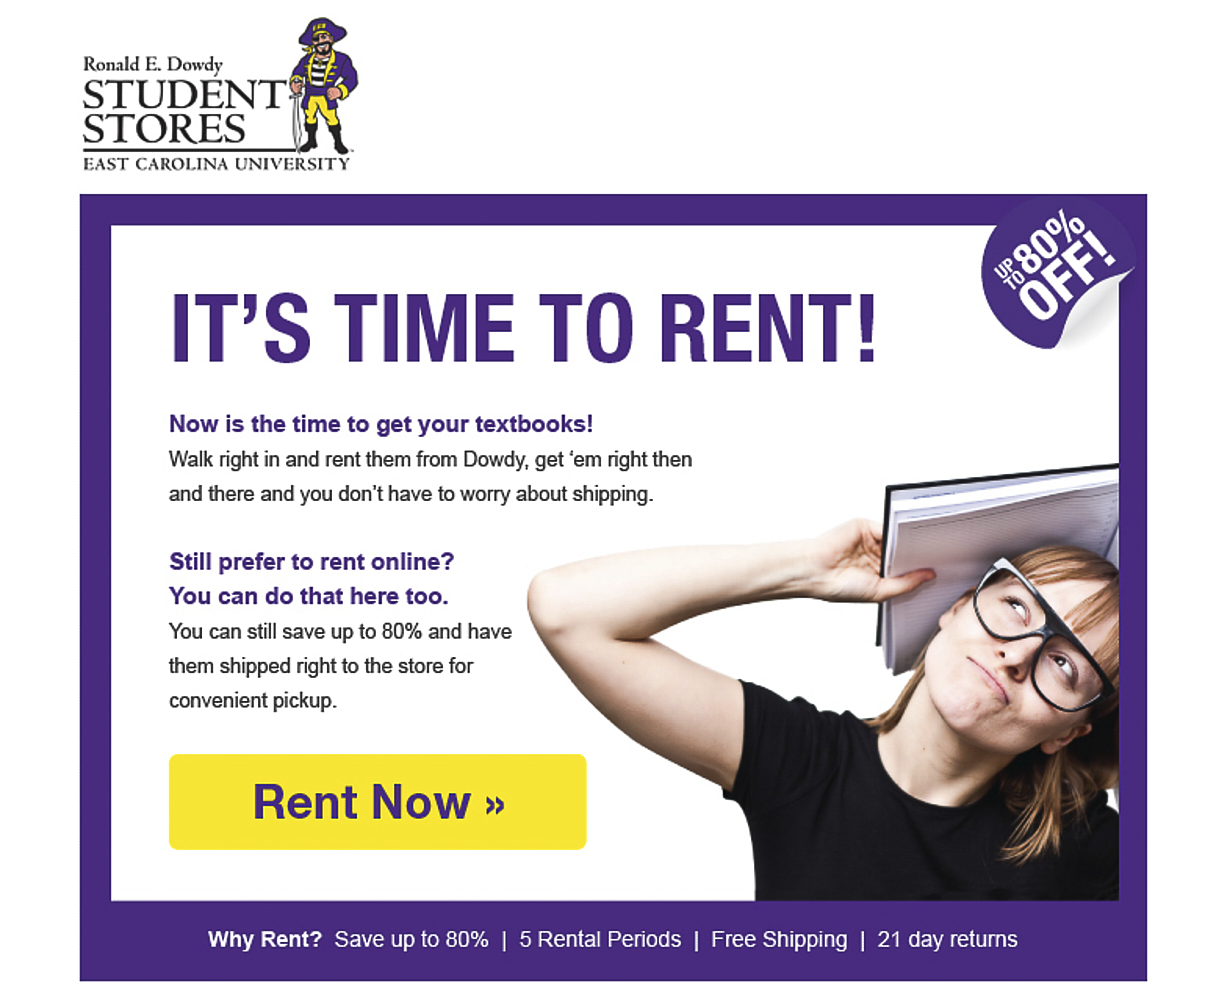 Ronald E. Dowdy
STUDENT
STORES
EAST CAROLINA UNIVERSITY
UP TO 80%
OFF!
IT’S TIME TO RENT!
Now is the time to get your textbooks!
Walk right in and rent them from Dowdy, get ‘em right then
and there and you don’t have to worry about shipping.
Still prefer to rent online?
You can do that here too.
You can still save up to 80% and have
them shipped right to the store for
convenient pickup.
Rent Now »
Why Rent? Save up to 80% | 5 Rental Periods | Free Shipping | 21 day returns